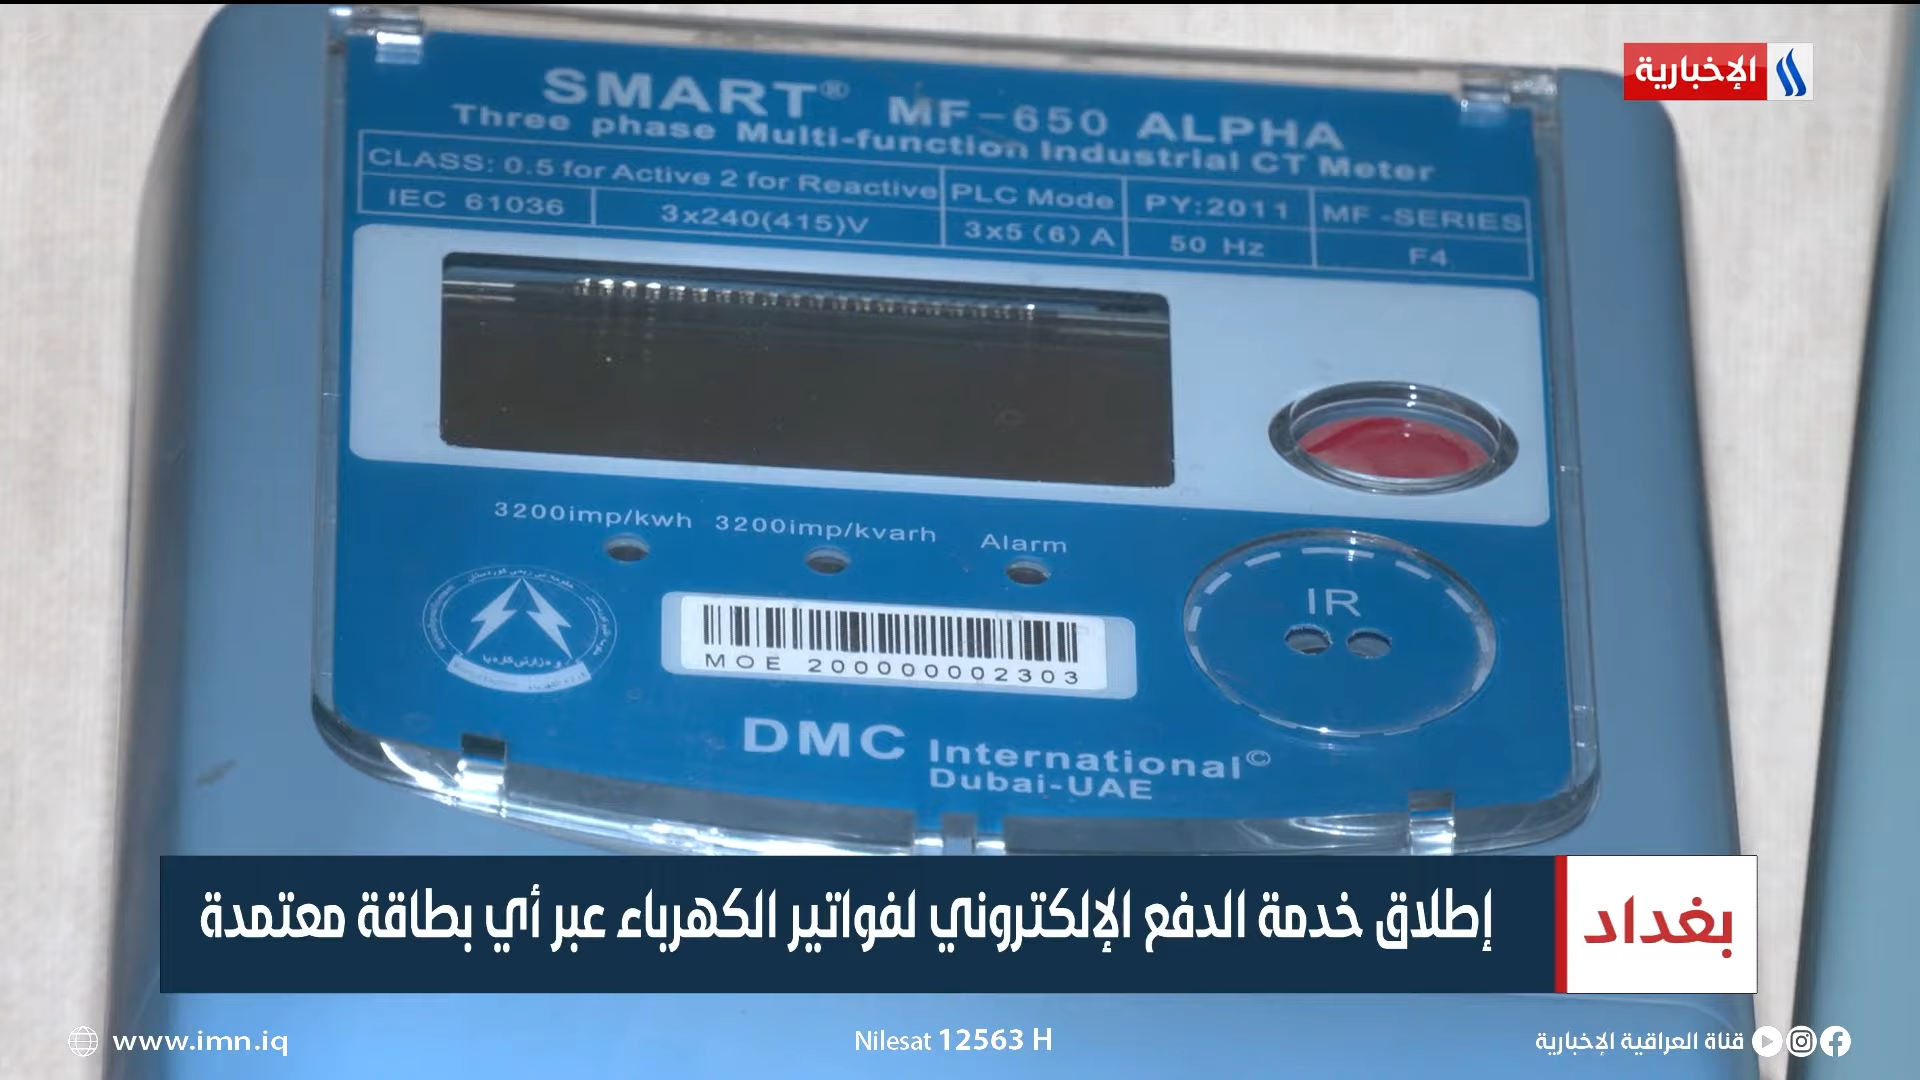 الإخبارية
SMART® MF-650 ALPHA
Three phase Multi-function Industrial CT Meter
CLASS: 0.5 for Active 2 for Reactive
PLC Mode
PY:2011
MF-SERIES
IEC 61036
3x240(415)V
3x5(6)A
50 Hz
F4
3200imp/kwh
3200imp/kvarh
Alarm
IR
وەزارتی کارەبا
MOE 200000002303
DMC International©
Dubai-UAE
بغداد
إطلاق خدمة الدفع الإلكتروني لفواتير الكهرباء عبر أي بطاقة معتمدة
www.imn.iq
Nilesat 12563 H
قناة العراقية الإخبارية